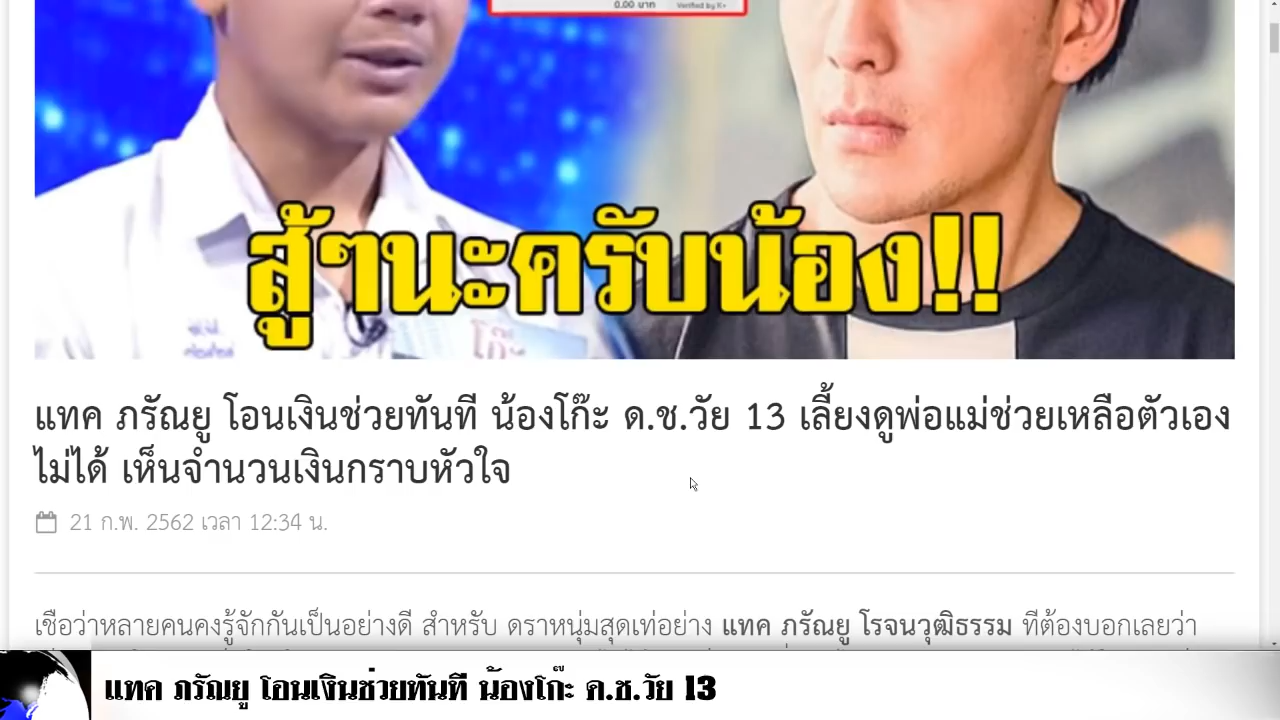 0.00 บาท
Verified by K+
สู้ๆนะครับน้อง!!
โก๊ะ
แทค ภรัณยู โอนเงินช่วยทันที น้องโก๊ะ ด.ช.วัย 13 เลี้ยงดูพ่อแม่ช่วยเหลือตัวเอง
ไม่ได้ เห็นจำนวนเงินกราบหัวใจ
21 ก.พ. 2562 เวลา 12:34 น.
เชื่อว่าหลายคนคงรู้จักกันเป็นอย่างดี สำหรับ ดราหนุ่มสุดเท่อย่าง แทค ภรัณยู โรจนวุฒิธรรม ที่ต้องบอกเลยว่า
แทค ภรัณยู โอนเงินช่วยทันที น้องโก๊ะ ด.ช.วัย 13